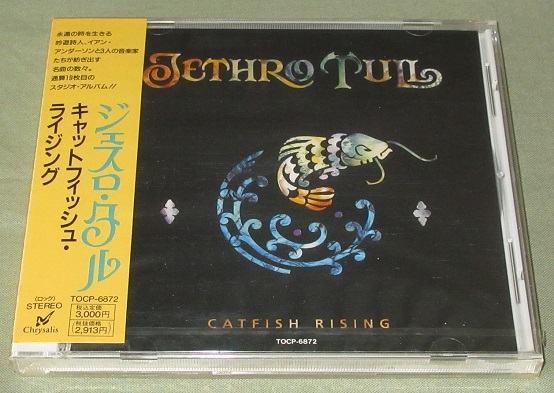 永遠の時を生きる
吟遊詩人、イアン・
アンダーソンと3人の音楽家
たちが紡ぎ出す
名曲の数々。
通算19枚目の
スタジオ・アルバム!!
ジェスロ・タル
キャットフィッシュ・
ライジング
(ロック)
STEREO
TOCP-6872
税込定価
3,000円
税抜価格
(2,913円)
Chrysalis
JETHRO TULL
CATFISH RISING
TOCP-6872